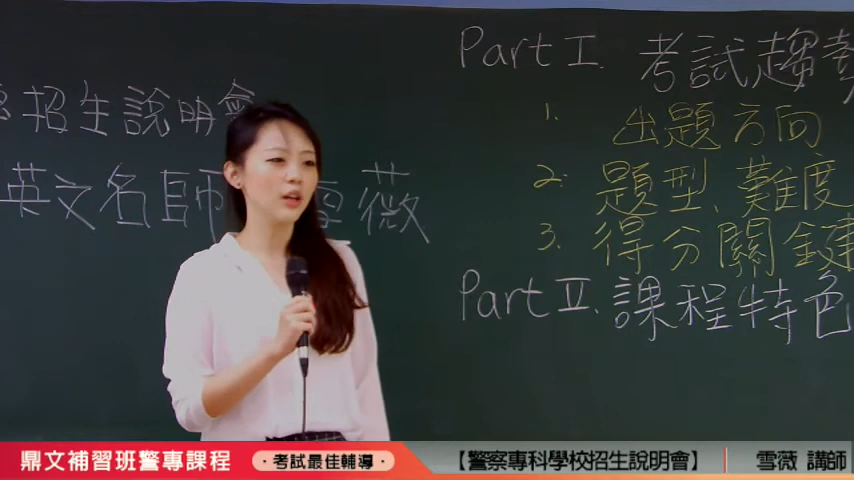 招生說明會
英文名師 雪薇
Part I. 考試趨勢
1. 出題方向
2. 題型、難度
3. 得分關鍵
Part II. 課程特色
鼎文補習班警專課程 ·考試最佳輔導· 【警察專科學校招生說明會】 雪薇 講師